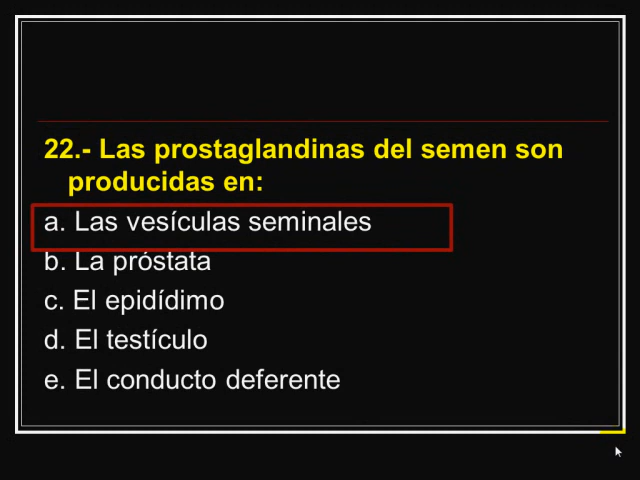 22.- Las prostaglandinas del semen son
producidas en:
a. Las vesículas seminales
b. La próstata
c. El epidídimo
d. El testículo
e. El conducto deferente